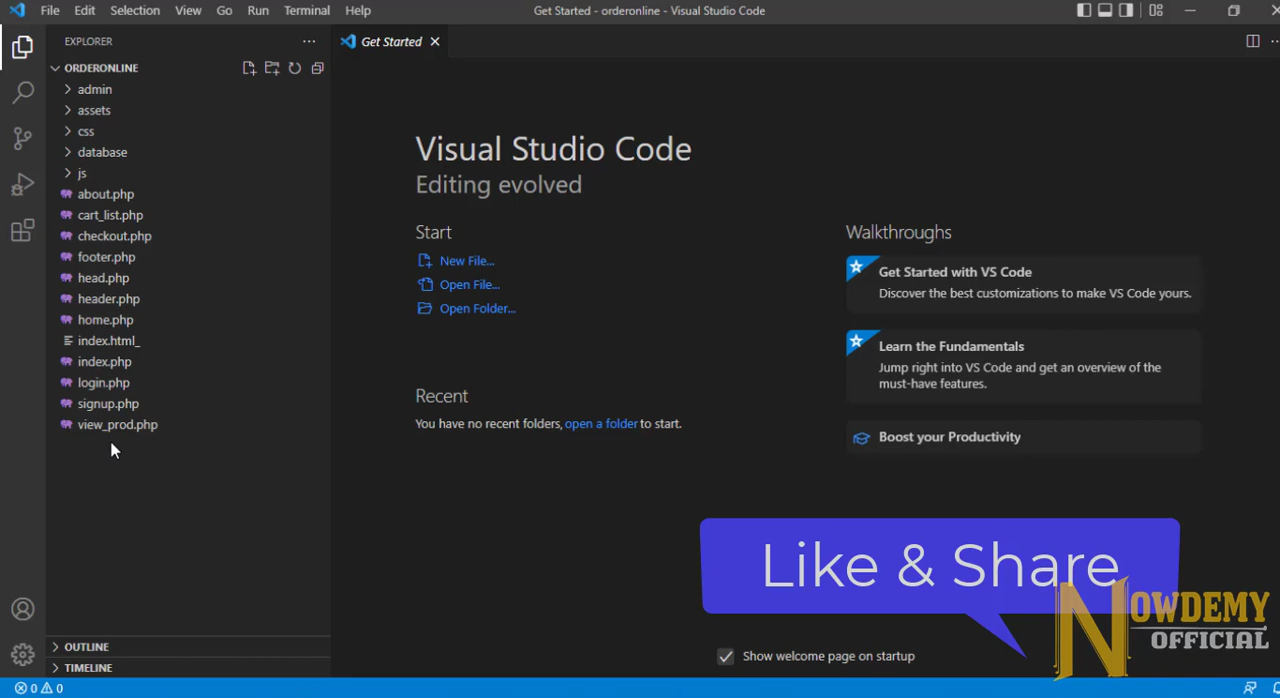 File Edit Selection View Go Run Terminal Help
Get Started - orderonline - Visual Studio Code
EXPLORER
Get Started
ORDERONLINE
admin
assets
css
database
js
about.php
cart_list.php
checkout.php
footer.php
head.php
header.php
home.php
index.html_
index.php
login.php
signup.php
view_prod.php
OUTLINE
TIMELINE
Visual Studio Code
Editing evolved
Start
New File...
Open File...
Open Folder...
Recent
You have no recent folders, open a folder to start.
Walkthroughs
Get Started with VS Code
Discover the best customizations to make VS Code yours.
Learn the Fundamentals
Jump right into VS Code and get an overview of the
must-have features.
Boost your Productivity
Like & Share
NOWDEMY
OFFICIAL
Show welcome page on startup
0 0